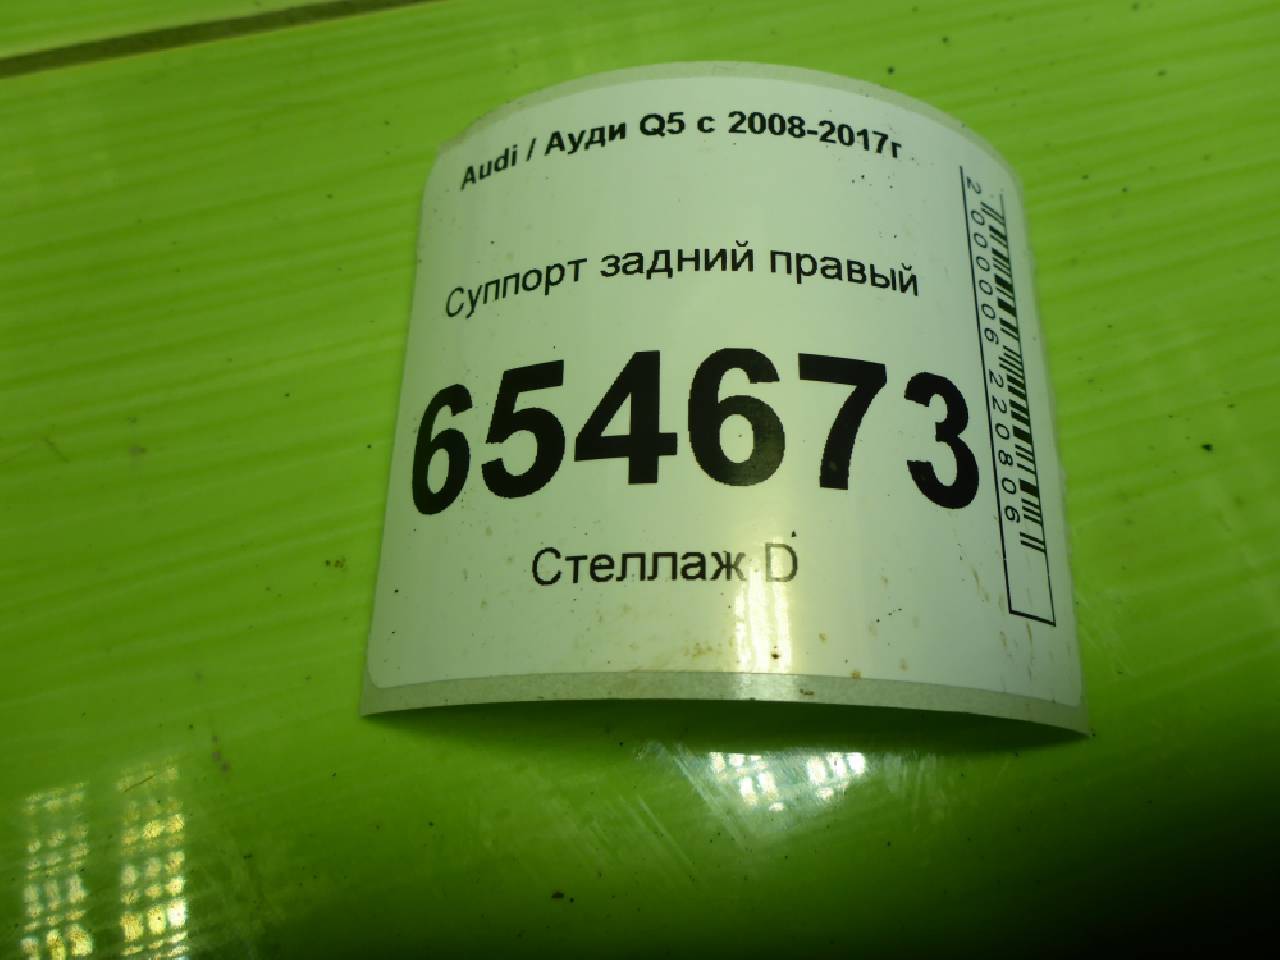 Audi / Ауди Q5 с 2008-2017г
Суппорт задний правый
654673
Стеллаж D
2000006220806